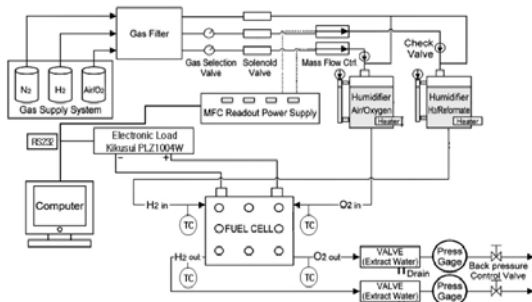 Gas Filter
N₂
H₂
Air/O₂
Gas Supply System
Gas Selection
Valve
Solenoid
Valve
Mass Flow Ctrl.
Check
Valve
MFC Readout Power Supply
Humidifier
Air/Oxygen
Heater
Humidifier
H₂/Reformate
Heater
RS232
Electronic Load
Kikusui PLZ1004W
Computer
H₂ in
O₂ in
TC
TC
FUEL CELL
H₂ out
O₂ out
TC
TC
VALVE
(Extract Water)
Drain
Press
Gage
Back pressure
Control Valve
VALVE
(Extract Water)
Press
Gage